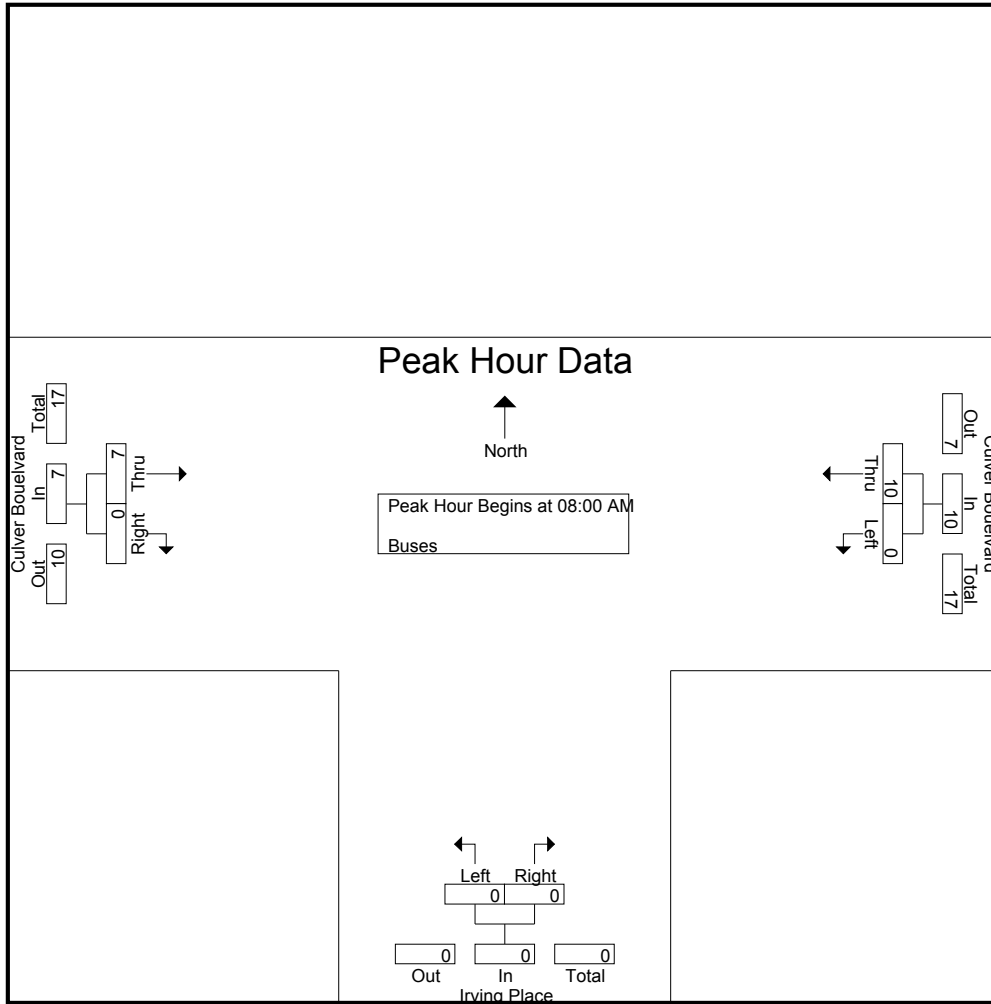 Peak Hour Data
North
Peak Hour Begins at 08:00 AM
Buses
Culver Bouelvard
Total
17
In
7
Out
10
Thru
7
Right
0
Culver Bouelvard
Out
7
In
10
Total
17
Thru
10
Left
0
Left Right
0 0
0 0 0
Out In Total
Irving Place